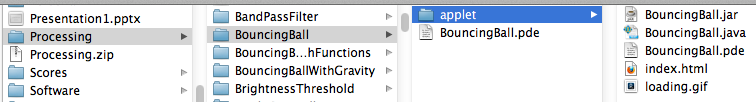 Presentation1.pptx
Processing
Processing.zip
Scores
Software
BandPassFilter
BouncingBall
BouncingB...hFunctions
BouncingBallWithGravity
BrightnessThreshold
applet
BouncingBall.pde
BouncingBall.jar
BouncingBall.java
BouncingBall.pde
index.html
loading.gif